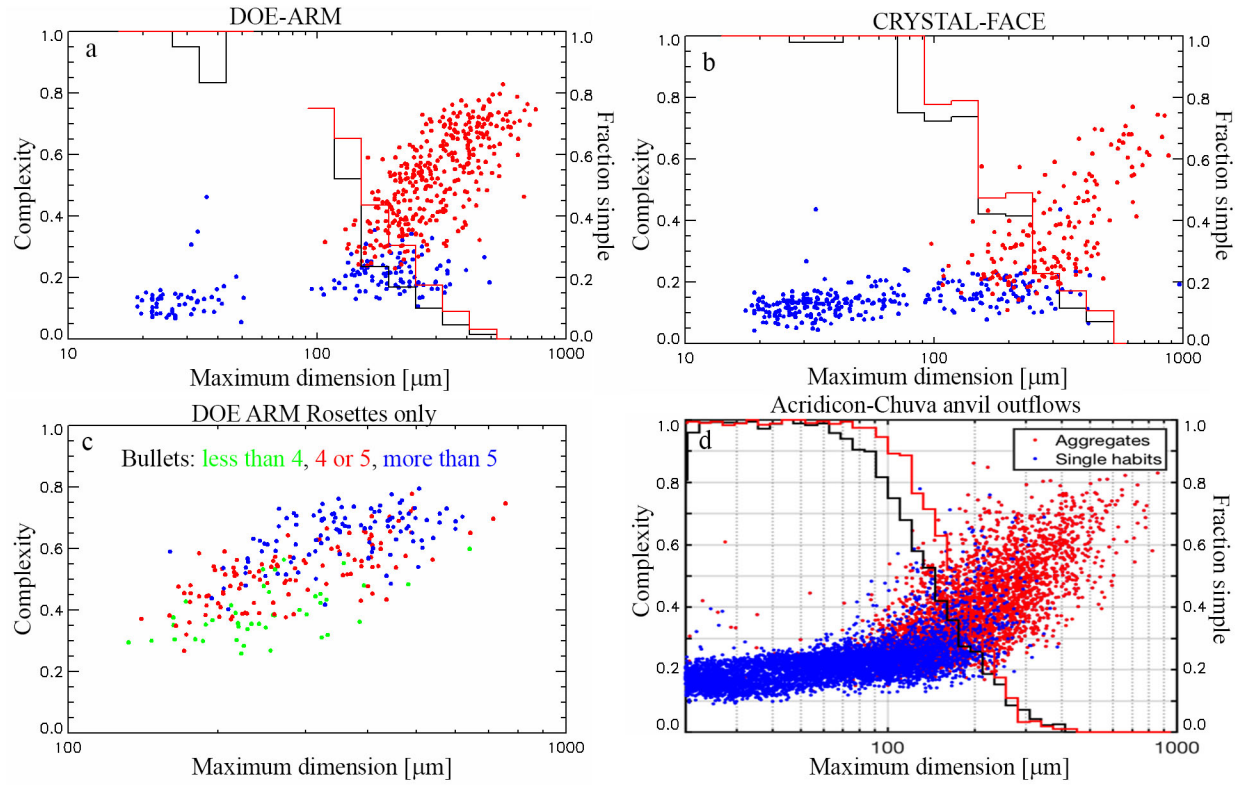 DOE-ARM
a
1.0
0.8
0.6
0.4
0.2
0.0
Complexity
1.0
0.8
0.6
0.4
0.2
0.0
Fraction simple
10
100
1000
Maximum dimension [μm]
CRYSTAL-FACE
b
1.0
0.8
0.6
0.4
0.2
0.0
Complexity
1.0
0.8
0.6
0.4
0.2
0.0
Fraction simple
10
100
1000
Maximum dimension [μm]
DOE ARM Rosettes only
c
Bullets: less than 4, 4 or 5, more than 5
1.0
0.8
0.6
0.4
0.2
0.0
Complexity
100
1000
Maximum dimension [μm]
Acridicon-Chuva anvil outflows
d
Aggregates
Single habits
1.0
0.8
0.6
0.4
0.2
0.0
Complexity
1.0
0.8
0.6
0.4
0.2
0.0
Fraction simple
100
1000
Maximum dimension [μm]